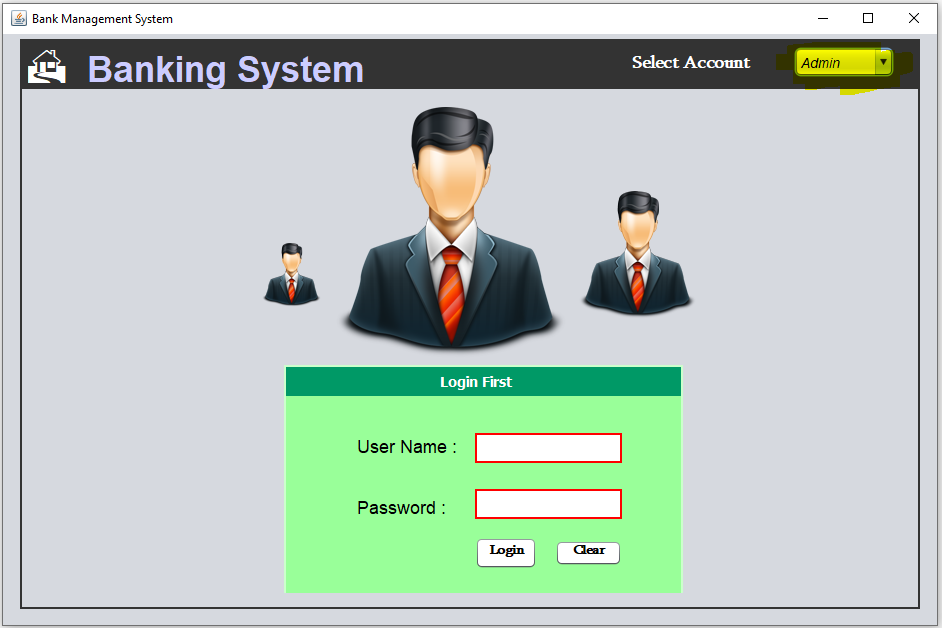 Bank Management System
Banking System
Select Account
Admin
Login First
User Name :
Password :
Login
Clear